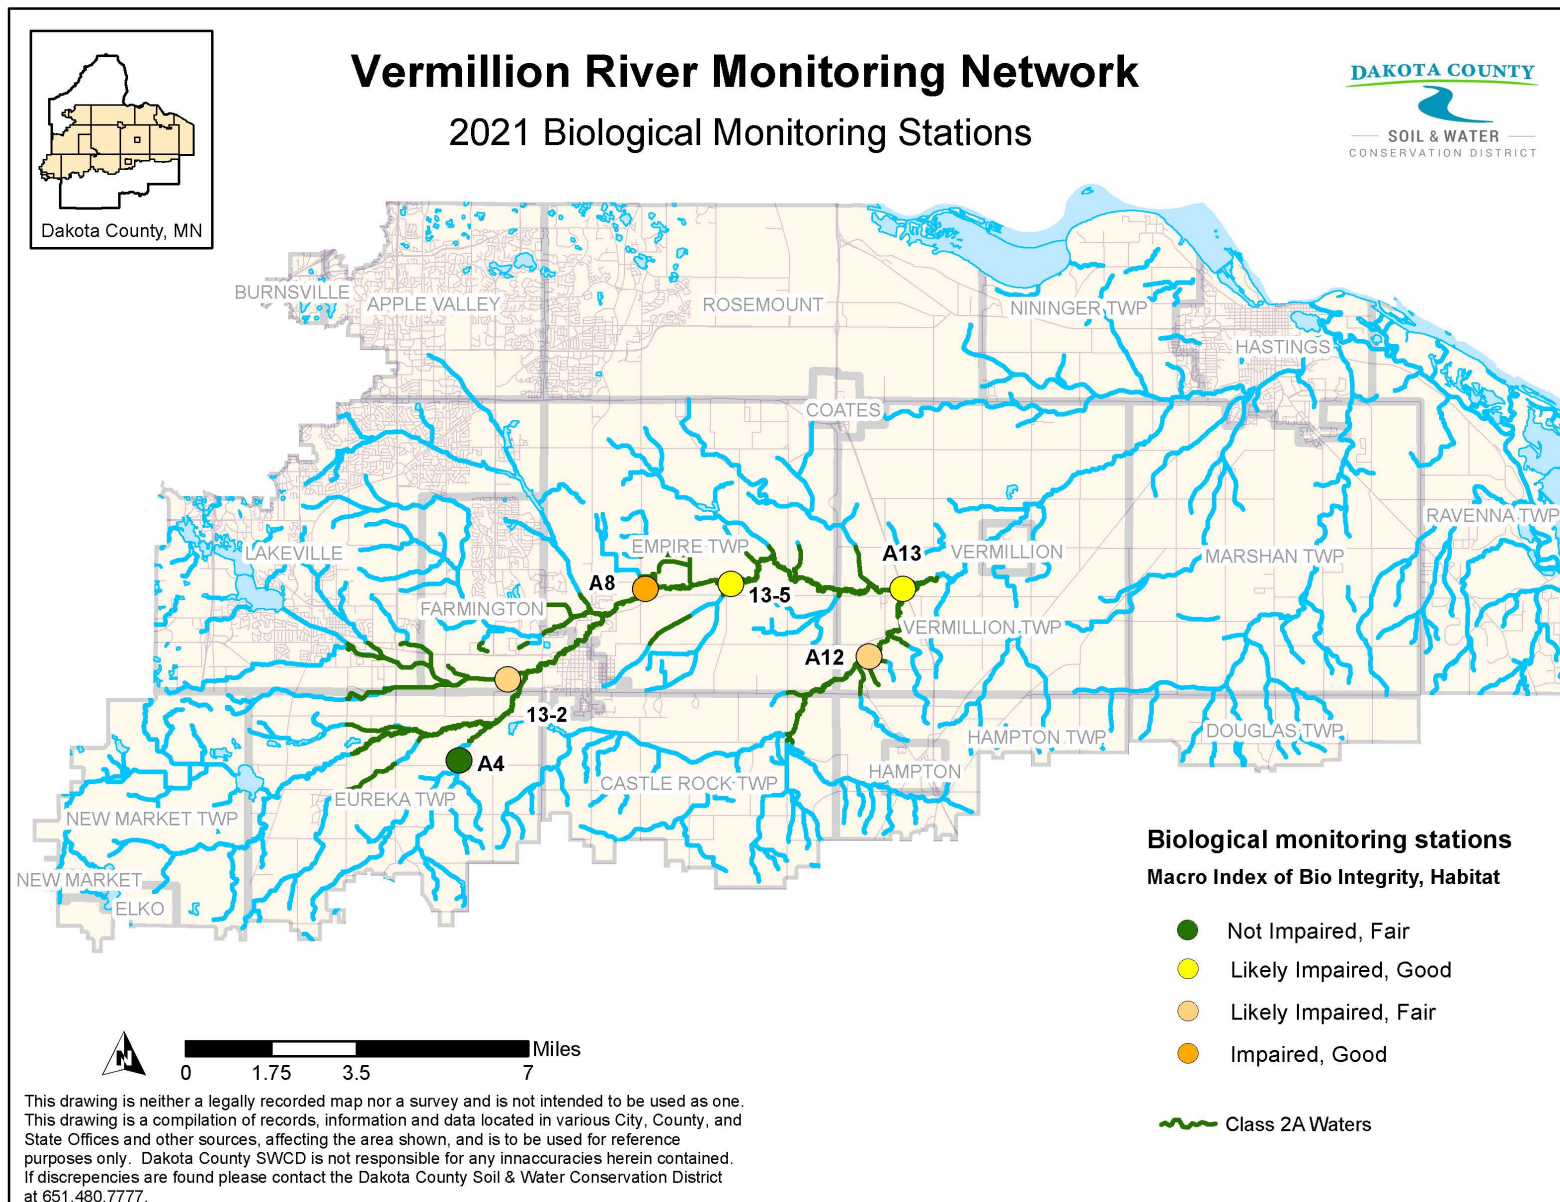 Vermillion River Monitoring Network
2021 Biological Monitoring Stations
Dakota County, MN
DAKOTA COUNTY
SOIL & WATER
CONSERVATION DISTRICT
BURNSVILLE
APPLE VALLEY
ROSEMOUNT
NININGER TWP
HASTINGS
COATES
RAVENNA TWP
LAKEVILLE
EMPIRE TWP
A13
VERMILLION
MARSHAN TWP
A8
13-5
FARMINGTON
VERMILLION TWP
A12
13-2
HAMPTON TWP
DOUGLAS TWP
A4
CASTLE ROCK TWP
HAMPTON
EUREKA TWP
NEW MARKET TWP
NEW MARKET
ELKO
Biological monitoring stations
Macro Index of Bio Integrity, Habitat
Not Impaired, Fair
Likely Impaired, Good
Likely Impaired, Fair
Impaired, Good
Class 2A Waters
N
Miles
0 1.75 3.5 7
This drawing is neither a legally recorded map nor a survey and is not intended to be used as one.
This drawing is a compilation of records, information and data located in various City, County, and
State Offices and other sources, affecting the area shown, and is to be used for reference
purposes only. Dakota County SWCD is not responsible for any innaccuracies herein contained.
If discrepencies are found please contact the Dakota County Soil & Water Conservation District
at 651.480.7777.